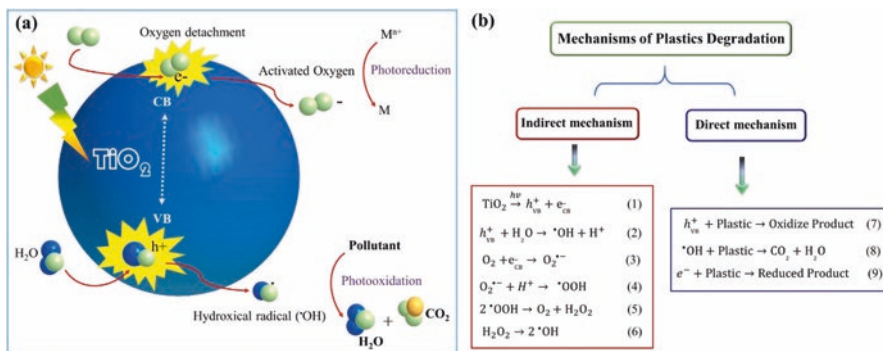 (a)
Oxygen detachment
e-
Activated Oxygen
-
Mⁿ⁺
Photoreduction
M
CB
TiO₂
VB
h+
H₂O
Pollutant
Photooxidation
Hydroxical radical (•OH)
H₂O + CO₂
(b)
Mechanisms of Plastics Degradation
Indirect mechanism
Direct mechanism
TiO₂ →hν h⁺VB + e⁻CB (1)
h⁺VB + H₂O → •OH + H⁺ (2)
O₂ + e⁻CB → O₂•⁻ (3)
O₂•⁻ + H⁺ → •OOH (4)
2 •OOH → O₂ + H₂O₂ (5)
H₂O₂ → 2 •OH (6)
h⁺VB + Plastic → Oxidize Product (7)
•OH + Plastic → CO₂ + H₂O (8)
e⁻ + Plastic → Reduced Product (9)